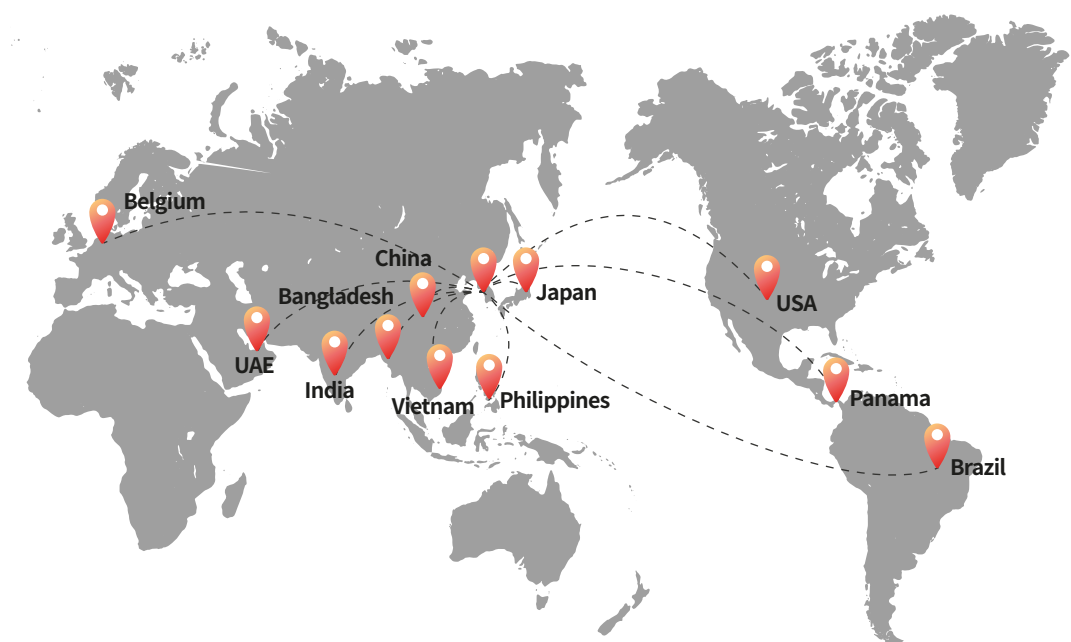 Belgium
China
Bangladesh
Japan
USA
UAE
India
Vietnam
Philippines
Panama
Brazil